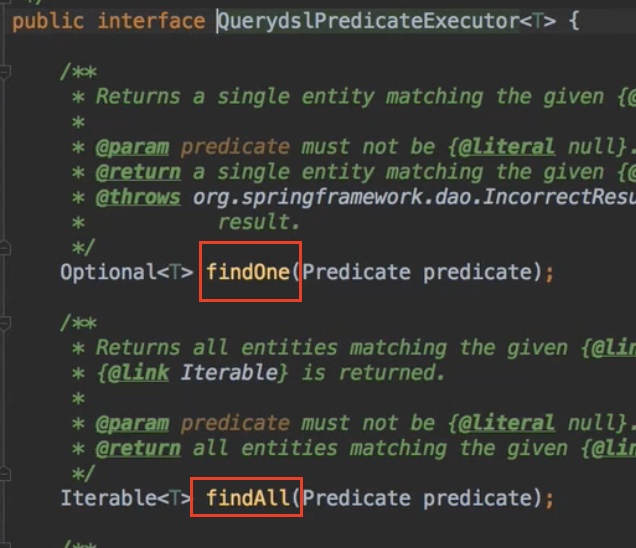 */
public interface QuerydslPredicateExecutor<T> {
/**
* Returns a single entity matching the given {@
*
* @param predicate must not be {@literal null}.
* @return a single entity matching the given {@
* @throws org.springframework.dao.IncorrectResu
* result.
*/
Optional<T> findOne(Predicate predicate);
/**
* Returns all entities matching the given {@lin
* {@link Iterable} is returned.
*
* @param predicate must not be {@literal null}.
* @return all entities matching the given {@lin
*/
Iterable<T> findAll(Predicate predicate);
/**